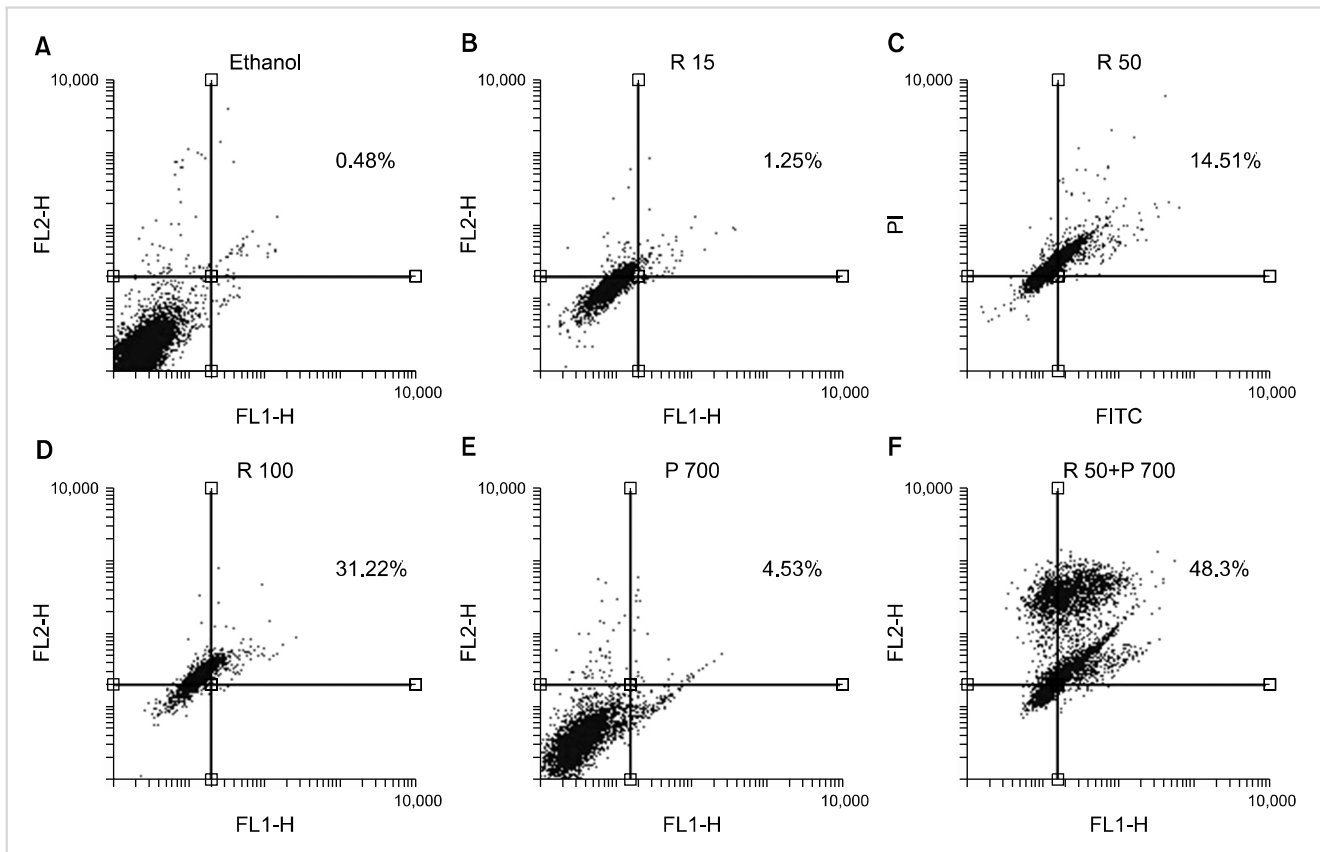 A
Ethanol
10,000
0.48%
FL2-H
10,000
FL1-H
B
R 15
10,000
1.25%
FL2-H
10,000
FL1-H
C
R 50
10,000
14.51%
PI
10,000
FITC
D
R 100
10,000
31.22%
FL2-H
10,000
FL1-H
E
P 700
10,000
4.53%
FL2-H
10,000
FL1-H
F
R 50+P 700
10,000
48.3%
FL2-H
10,000
FL1-H